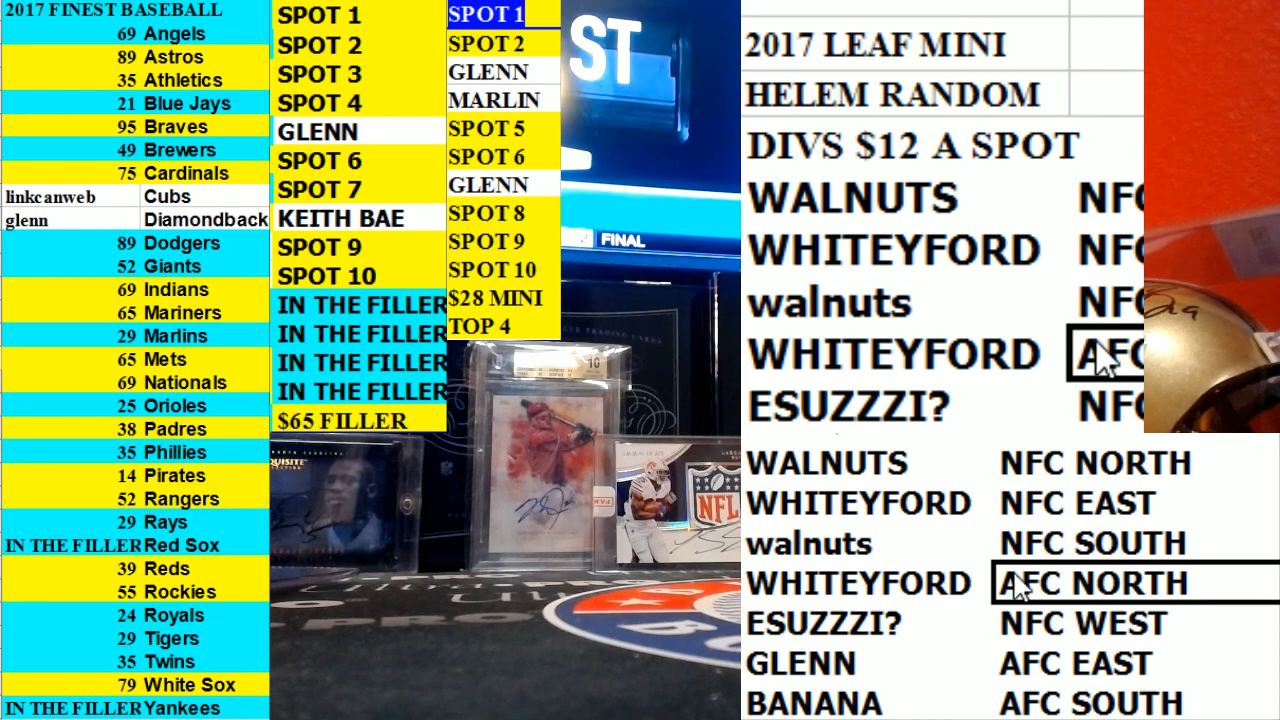 2017 FINEST BASEBALL
69 Angels
89 Astros
35 Athletics
21 Blue Jays
95 Braves
49 Brewers
75 Cardinals
linkcanweb Cubs
glenn Diamondback
89 Dodgers
52 Giants
69 Indians
65 Mariners
29 Marlins
65 Mets
69 Nationals
25 Orioles
38 Padres
35 Phillies
14 Pirates
52 Rangers
29 Rays
IN THE FILLER Red Sox
39 Reds
55 Rockies
24 Royals
29 Tigers
35 Twins
79 White Sox
IN THE FILLER Yankees
SPOT 1
SPOT 2
SPOT 3
SPOT 4
GLENN
SPOT 6
SPOT 7
KEITH BAE
SPOT 9
SPOT 10
IN THE FILLER
IN THE FILLER
IN THE FILLER
IN THE FILLER
$65 FILLER
SPOT 1
SPOT 2
GLENN
MARLIN
SPOT 5
SPOT 6
GLENN
SPOT 8
SPOT 9
SPOT 10
$28 MINI
TOP 4
ST
FINAL
10
NFL
PRO
2017 LEAF MINI
HELEM RANDOM
DIVS $12 A SPOT
WALNUTS NFC
WHITEYFORD NFC
walnuts NFC
WHITEYFORD AFC
ESUZZZI? NFC
WALNUTS NFC NORTH
WHITEYFORD NFC EAST
walnuts NFC SOUTH
WHITEYFORD AFC NORTH
ESUZZZI? NFC WEST
GLENN AFC EAST
BANANA AFC SOUTH